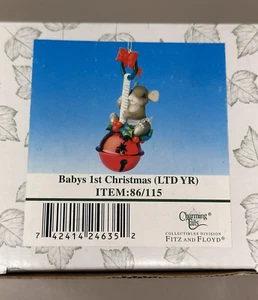 Babys 1st Christmas (LTD YR)
ITEM:86/115
Charming
Tails
COLLECTIBLES DIVISION
FITZ AND FLOYD
7 42414 24635 2